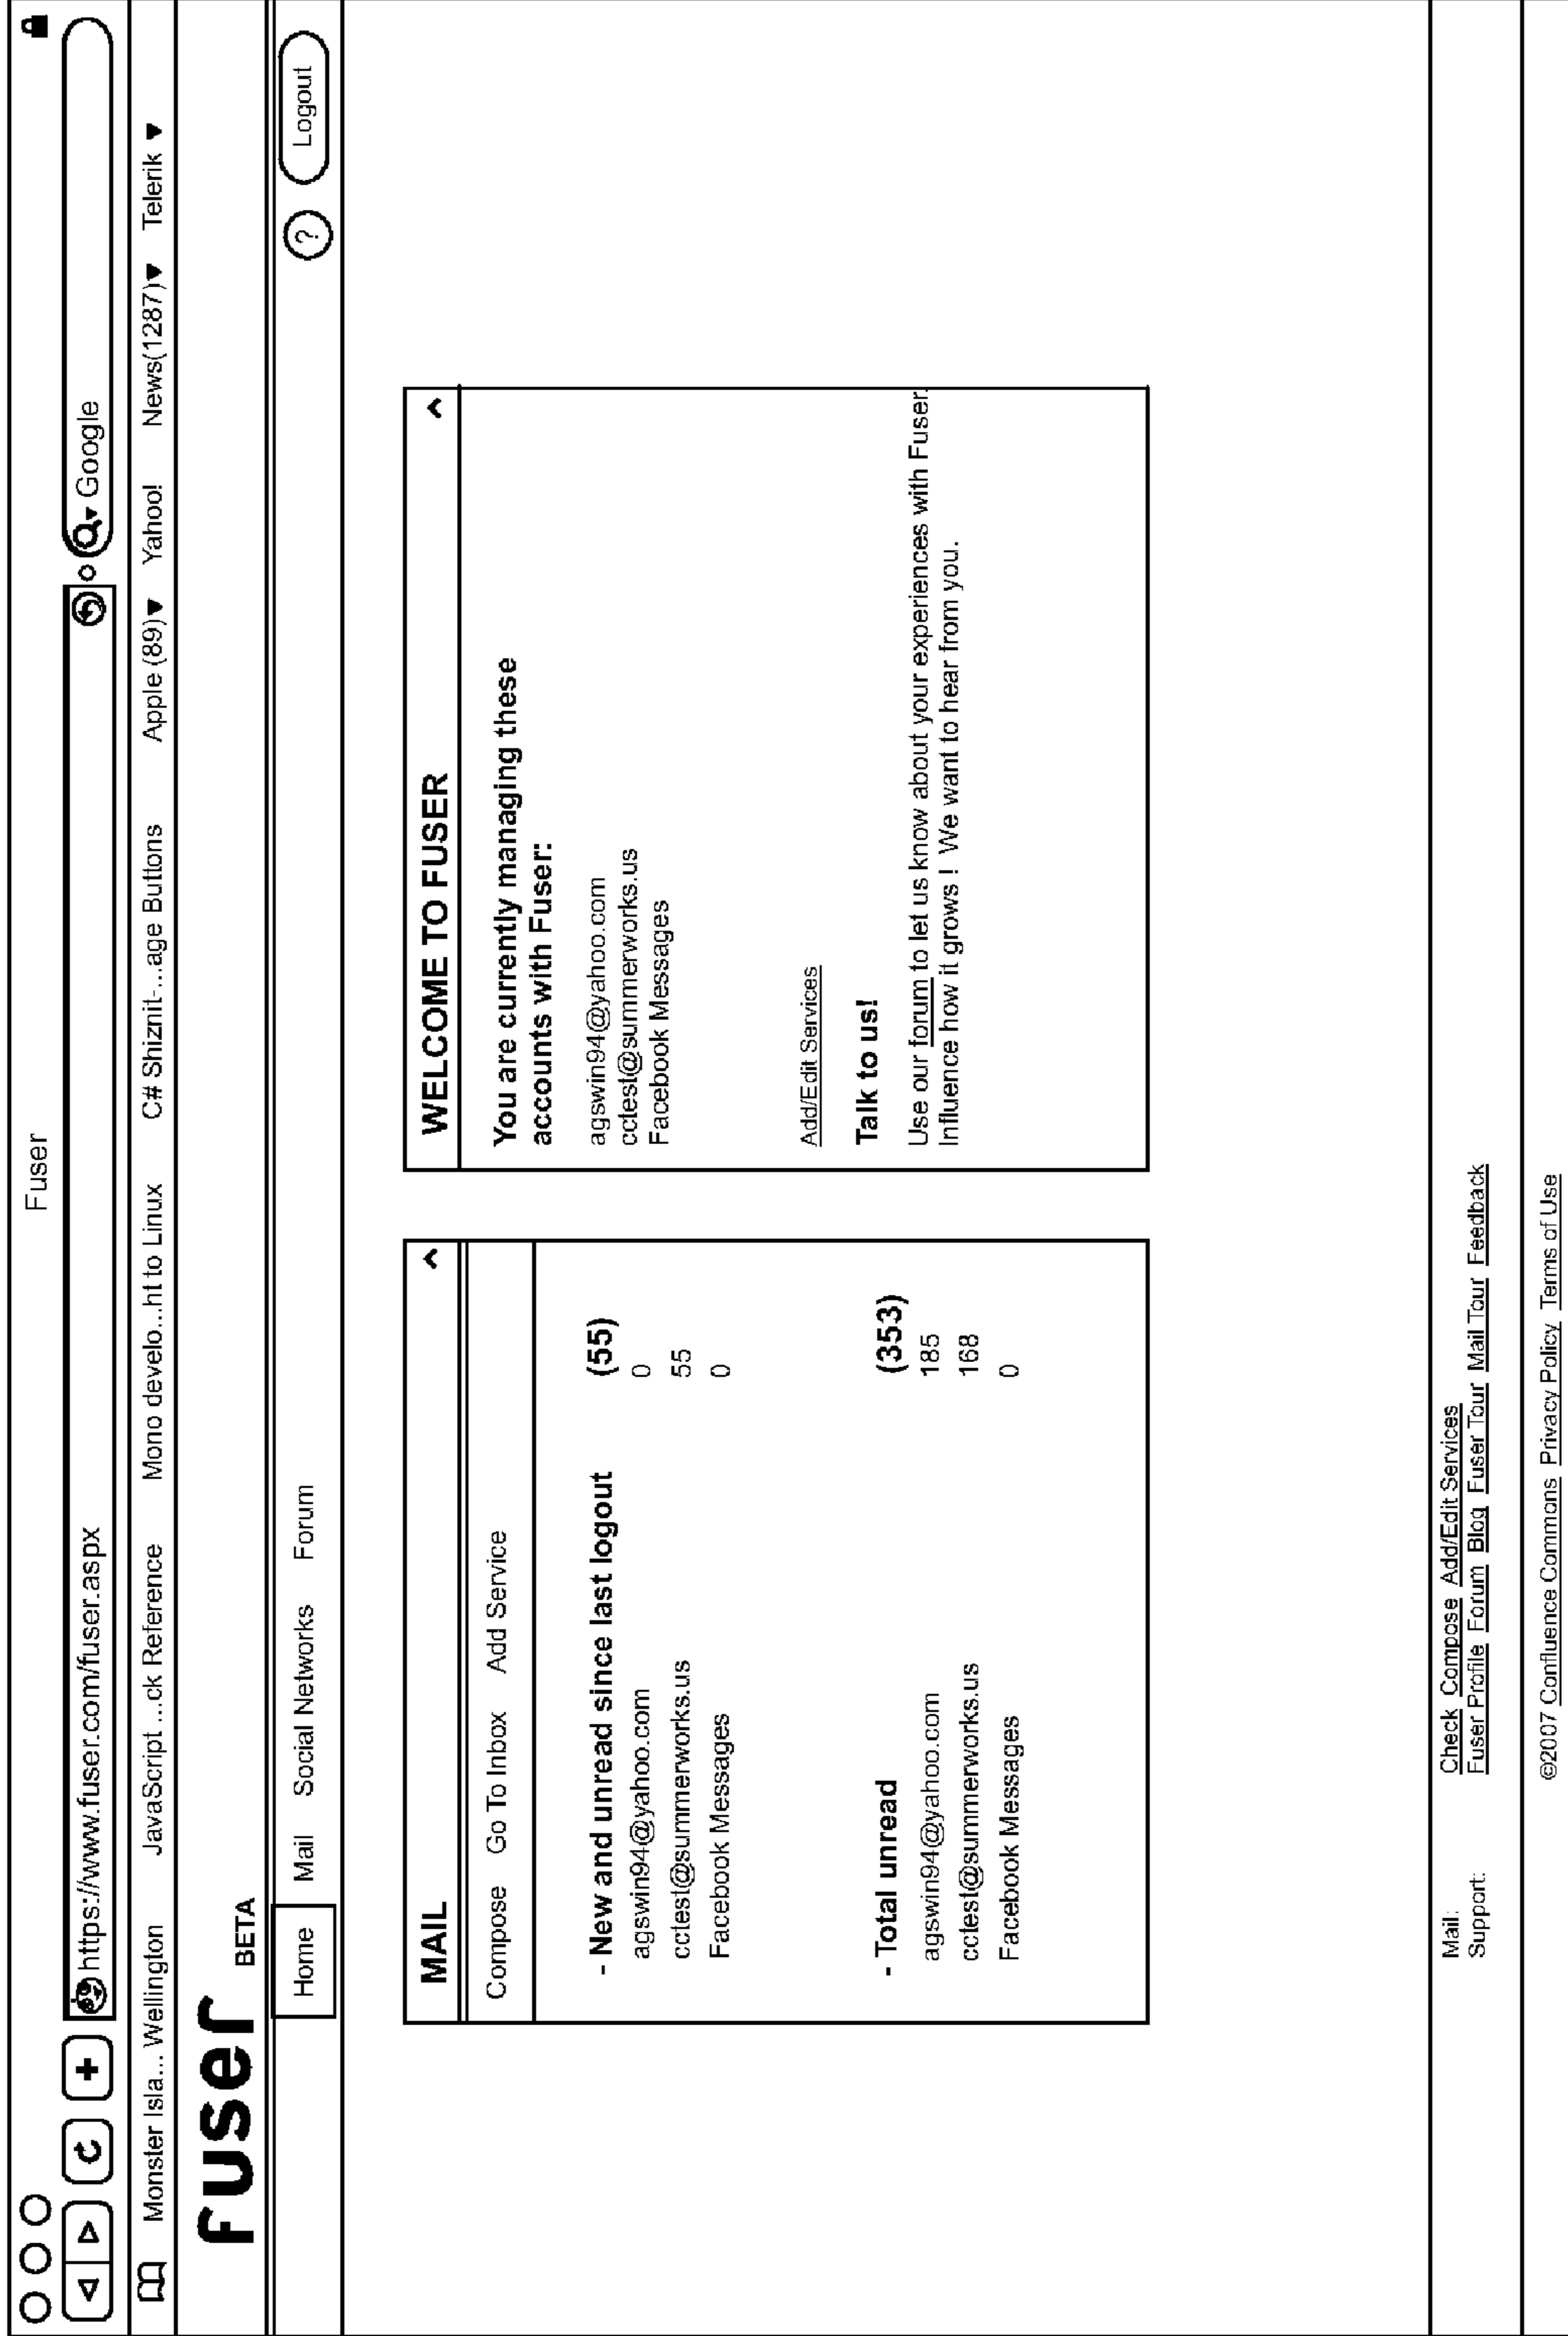 Fuser
https://www.fuser.com/fuser.aspx
Google
Monster Isla... Wellington JavaScript ...ck Reference Mono develo...ht to Linux C# Shiznit-...age Buttons Apple (89)▼ Yahoo! News(1287)▼ Telerik ▼
fuser BETA
Home Mail Social Networks Forum ? Logout
MAIL
Compose Go To Inbox Add Service
- New and unread since last logout (55)
agswin94@yahoo.com 0
cctest@summerworks.us 55
Facebook Messages 0
- Total unread (353)
agswin94@yahoo.com 185
cctest@summerworks.us 168
Facebook Messages 0
WELCOME TO FUSER
You are currently managing these
accounts with Fuser:
agswin94@yahoo.com
cctest@summerworks.us
Facebook Messages
Add/Edit Services
Talk to us!
Use our forum to let us know about your experiences with Fuser.
Influence how it grows ! We want to hear from you.
Mail: Check Compose Add/Edit Services
Support: Fuser Profile Forum Blog Fuser Tour Mail Tour Feedback
©2007 Confluence Commons Privacy Policy Terms of Use